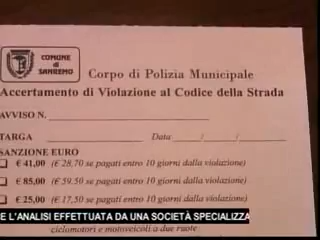 COMUNE
di
SANREMO
Corpo di Polizia Municipale
Accertamento di Violazione al Codice della Strada
AVVISO N.
TARGA Data / /
SANZIONE EURO
€ 41,00 (€ 28,70 se pagati entro 10 giorni dalla violazione)
€ 85,00 (€ 59.50 se pagati entro 10 giorni dalla violazione)
€ 25,00 (€ 17,50 se pagati entro 10 giorni dalla violazione)
E L'ANALISI EFFETTUATA DA UNA SOCIETÀ SPECIALIZZA
ciclomotori e motoveicoli a due ruote